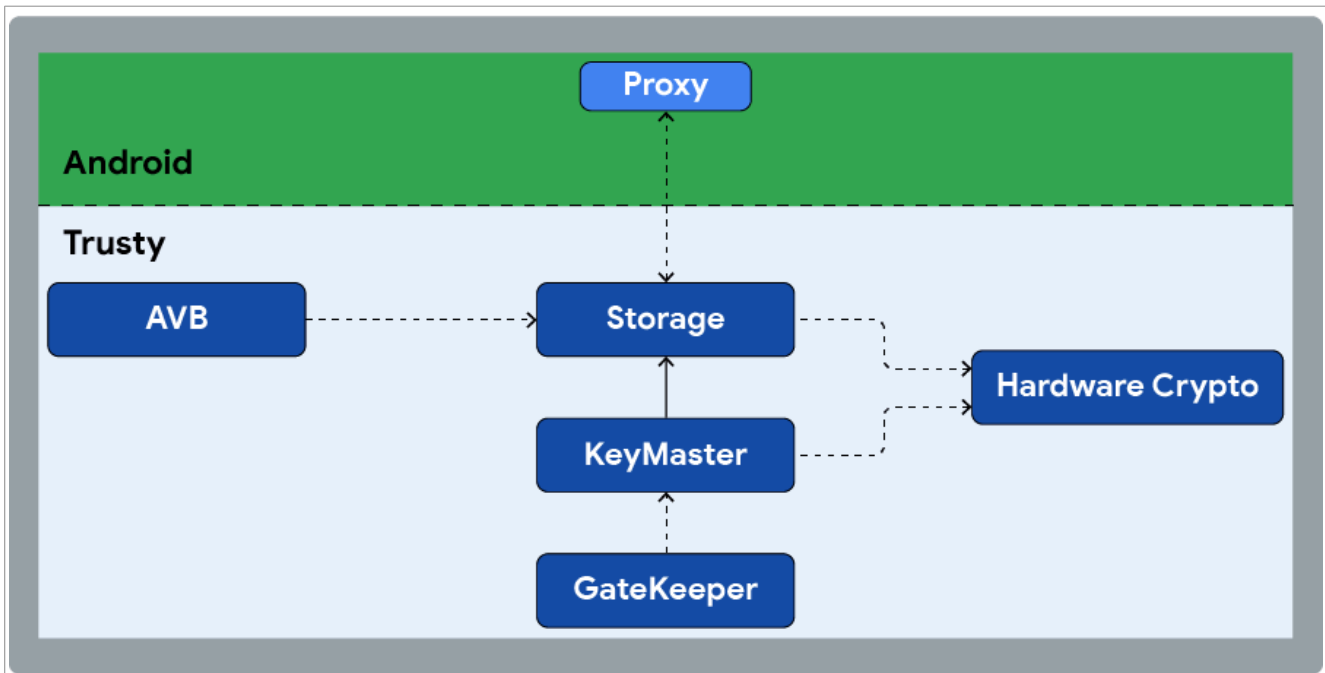 Proxy
Android
Trusty
AVB
Storage
Hardware Crypto
KeyMaster
GateKeeper